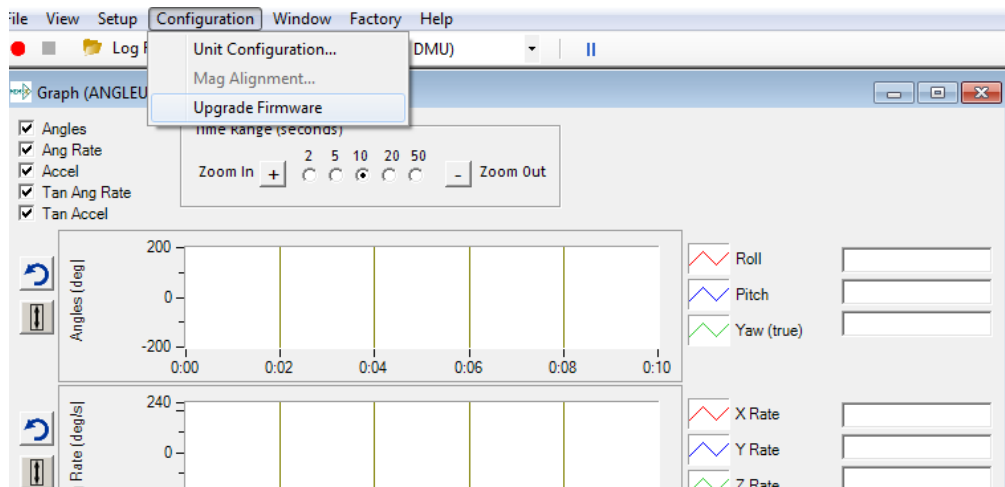 File View Setup Configuration Window Factory Help
Log F
DMU)
Unit Configuration...
Mag Alignment...
Upgrade Firmware
Graph (ANGLEU
Time Range (seconds)
Angles
Ang Rate
Accel
Tan Ang Rate
Tan Accel
2 5 10 20 50
Zoom In + - Zoom Out
Angles (deg)
200
0
-200
0:00 0:02 0:04 0:06 0:08 0:10
Roll
Pitch
Yaw (true)
Rate (deg/s)
240
0
X Rate
Y Rate
Z Rate